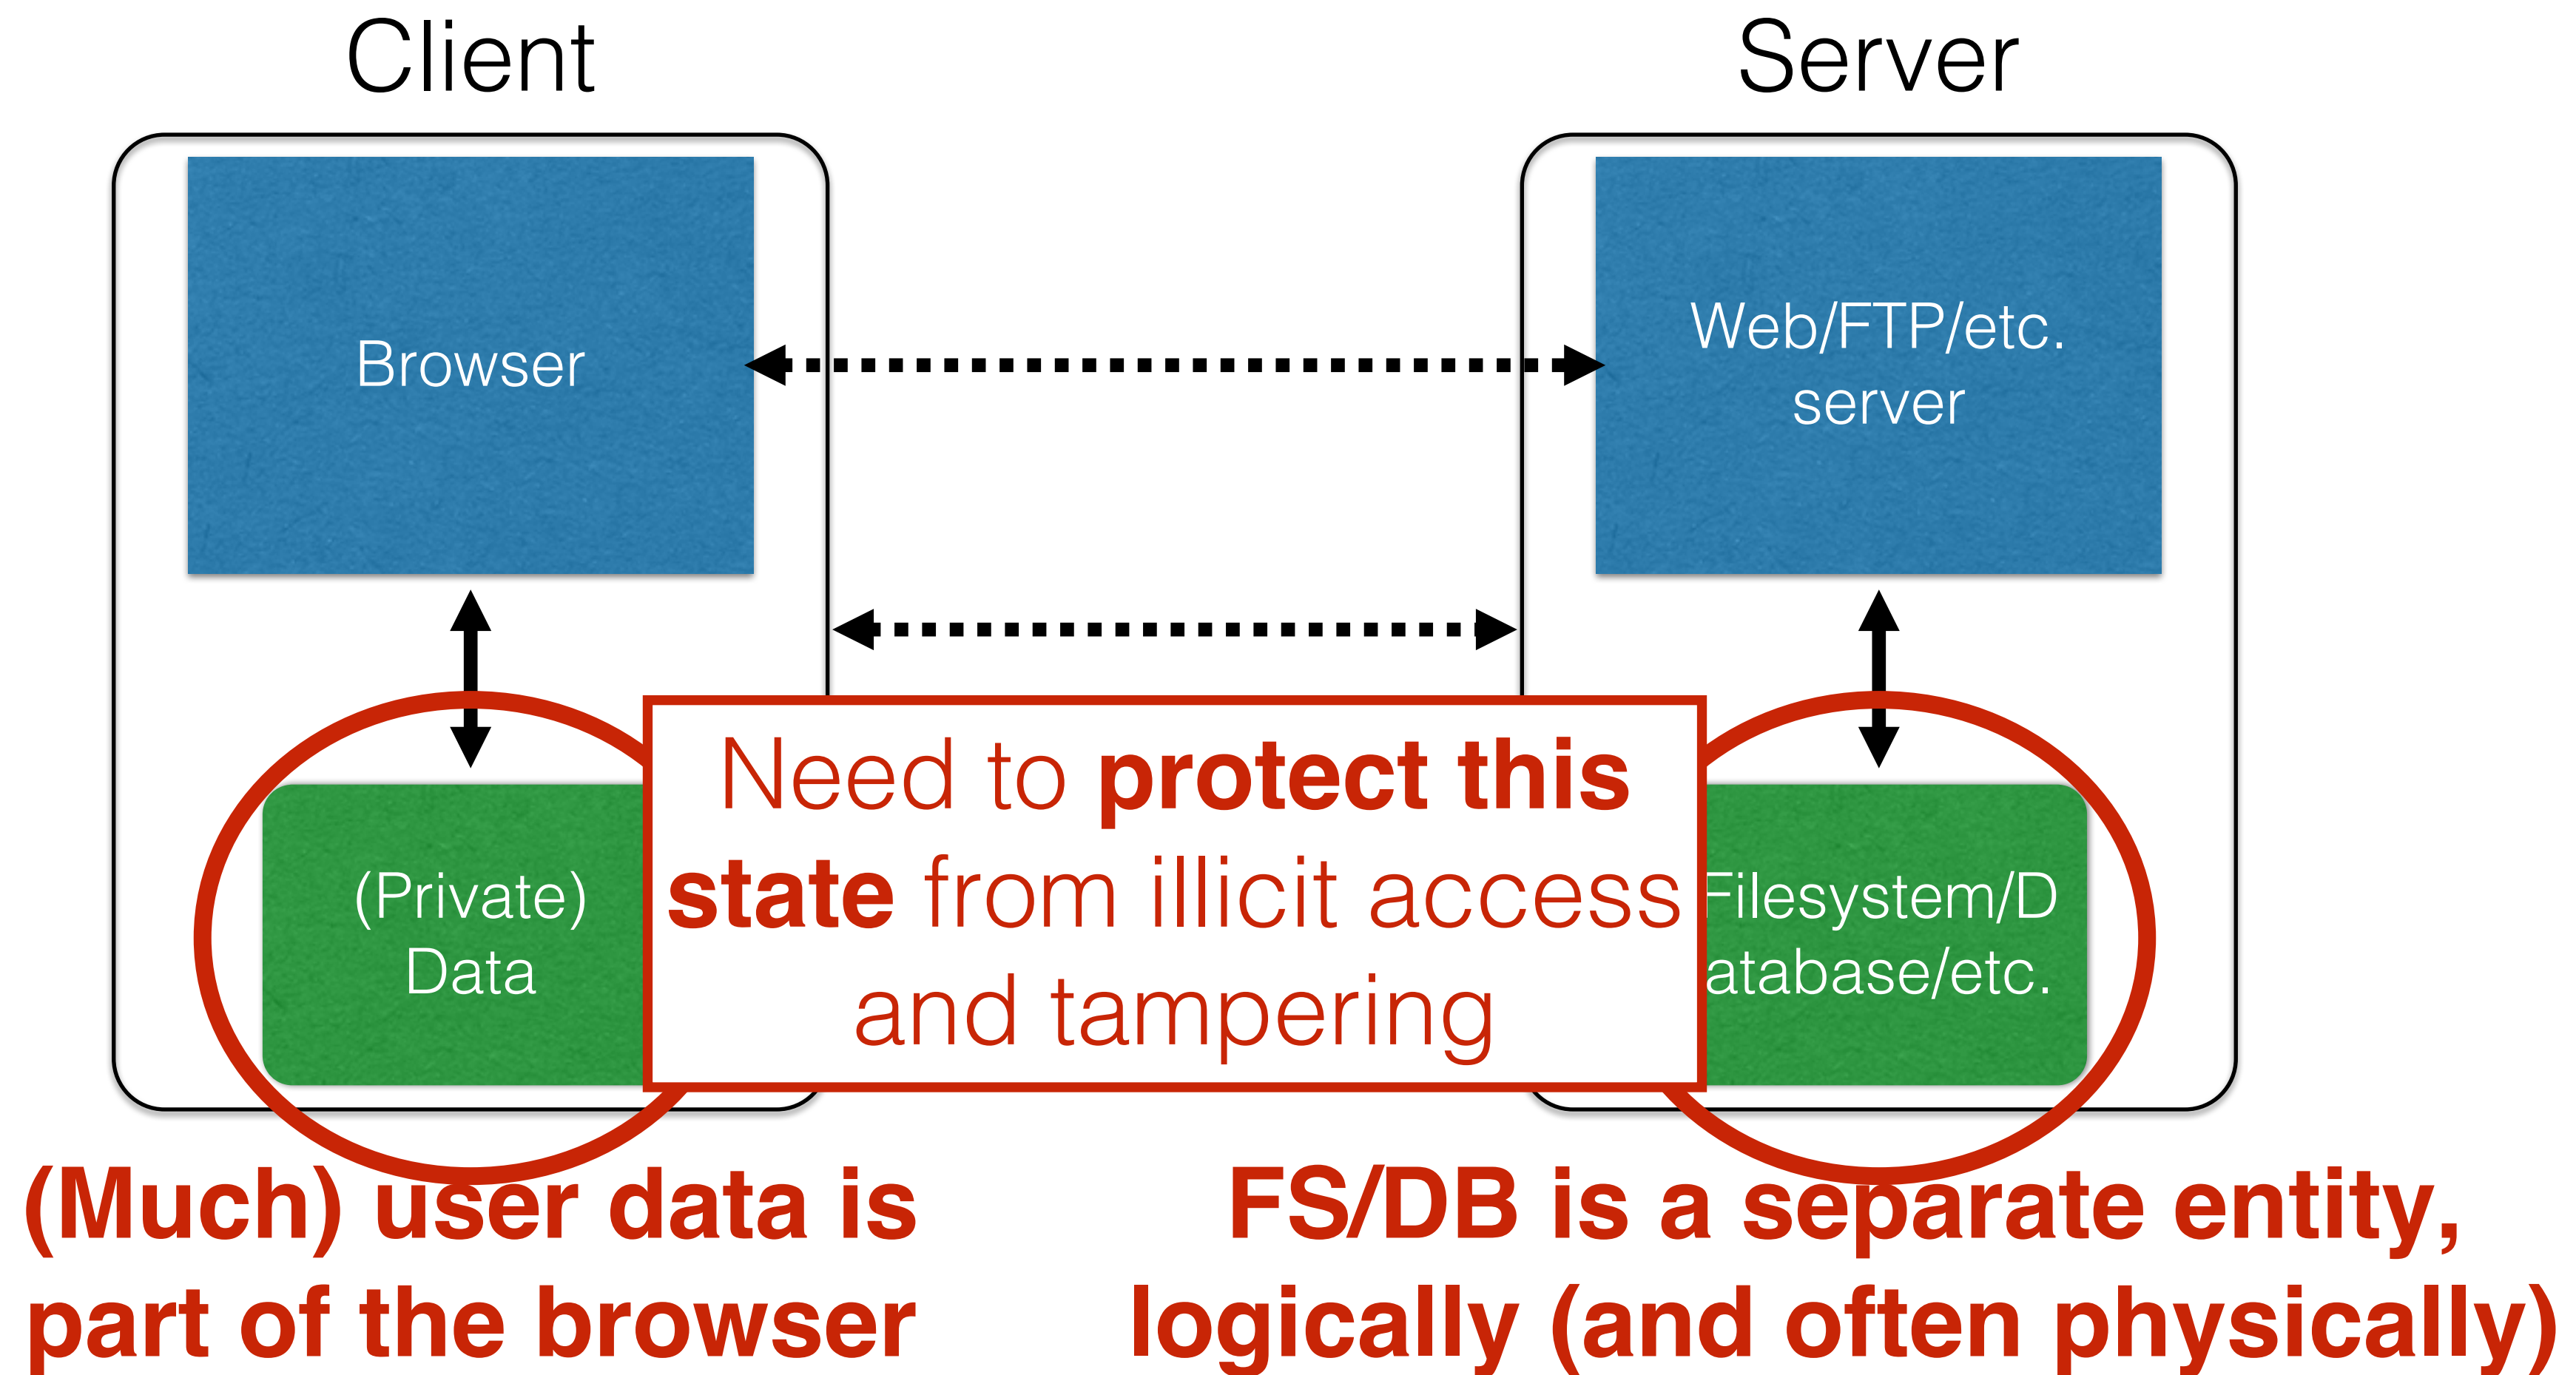 Client
Server
Browser
Web/FTP/etc.
server
(Private)
Data
Need to protect this
state from illicit access
and tampering
Filesystem/D
atabase/etc.
(Much) user data is
part of the browser
FS/DB is a separate entity,
logically (and often physically)